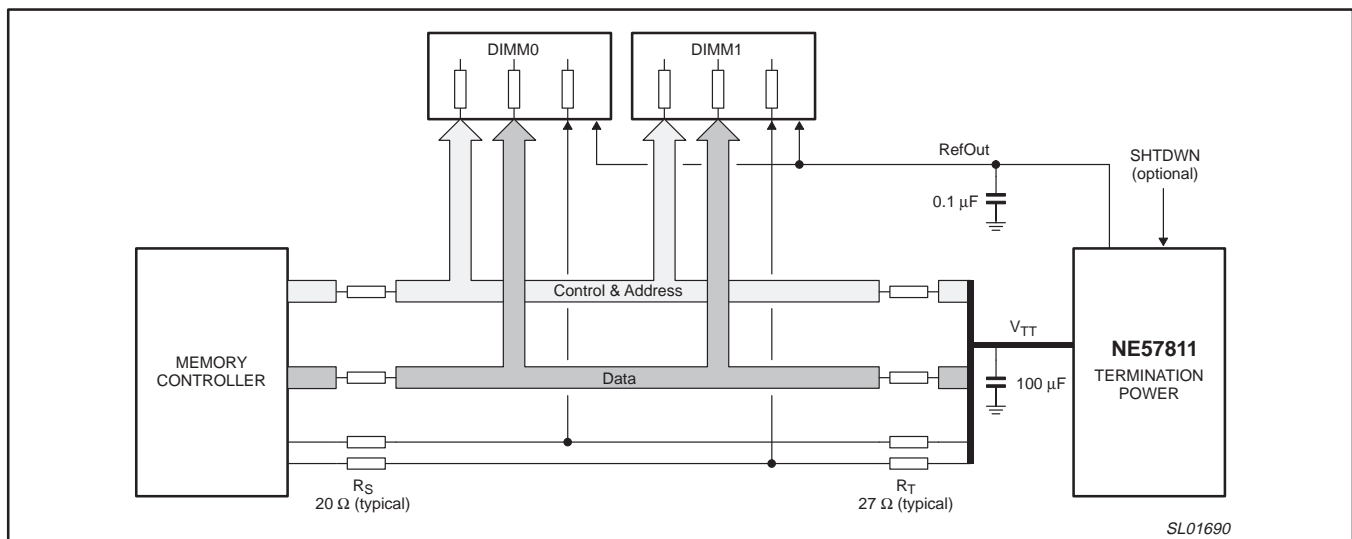 DIMM0
DIMM1
RefOut
SHTDWN
(optional)
0.1 μF
Control & Address
MEMORY
CONTROLLER
Data
VTT
100 μF
NE57811
TERMINATION
POWER
RS
20 Ω (typical)
RT
27 Ω (typical)
SL01690